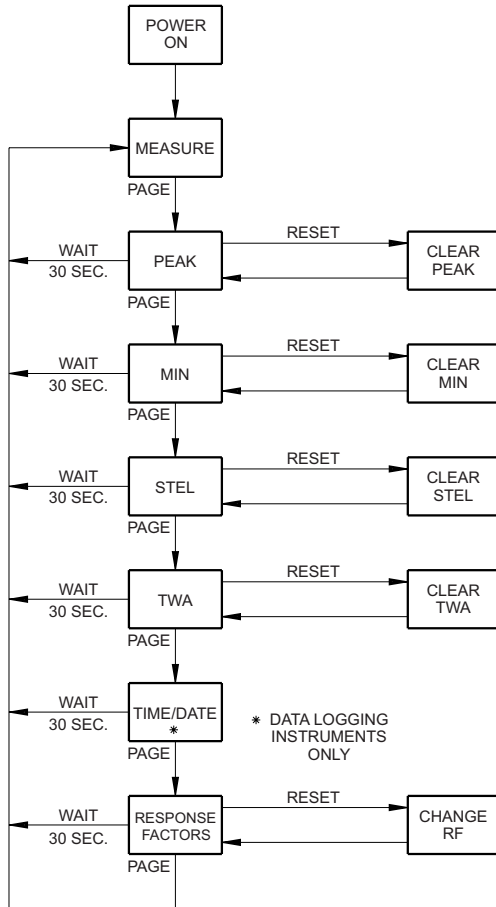 POWER
ON
MEASURE
PAGE
WAIT
30 SEC.
PEAK
RESET
CLEAR
PEAK
PAGE
WAIT
30 SEC.
MIN
RESET
CLEAR
MIN
PAGE
WAIT
30 SEC.
STEL
RESET
CLEAR
STEL
PAGE
WAIT
30 SEC.
TWA
RESET
CLEAR
TWA
PAGE
WAIT
30 SEC.
TIME/DATE
*
* DATA LOGGING
INSTRUMENTS
ONLY
PAGE
WAIT
30 SEC.
RESPONSE
FACTORS
RESET
CHANGE
RF
PAGE